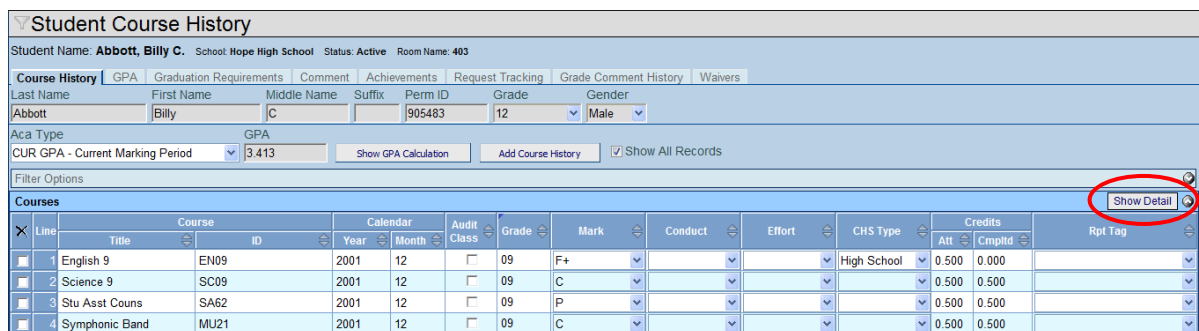 Student Course History
Student Name: Abbott, Billy C. School: Hope High School Status: Active Room Name: 403
Course History GPA Graduation Requirements Comment Achievements Request Tracking Grade Comment History Waivers
Last Name First Name Middle Name Suffix Perm ID Grade Gender
Abbott Billy C 905483 12 Male
Aca Type GPA
CUR GPA - Current Marking Period 3.413 Show GPA Calculation Add Course History Show All Records
Filter Options
Courses Show Detail
Line Course Calendar Audit Class Grade Mark Conduct Effort CHS Type Credits Rpt Tag
Title ID Year Month Att Cmpltd
1 English 9 EN09 2001 12 09 F+ High School 0.500 0.000
2 Science 9 SC09 2001 12 09 C 0.500 0.500
3 Stu Asst Couns SA62 2001 12 09 P 0.500 0.500
4 Symphonic Band MU21 2001 12 09 C 0.500 0.500